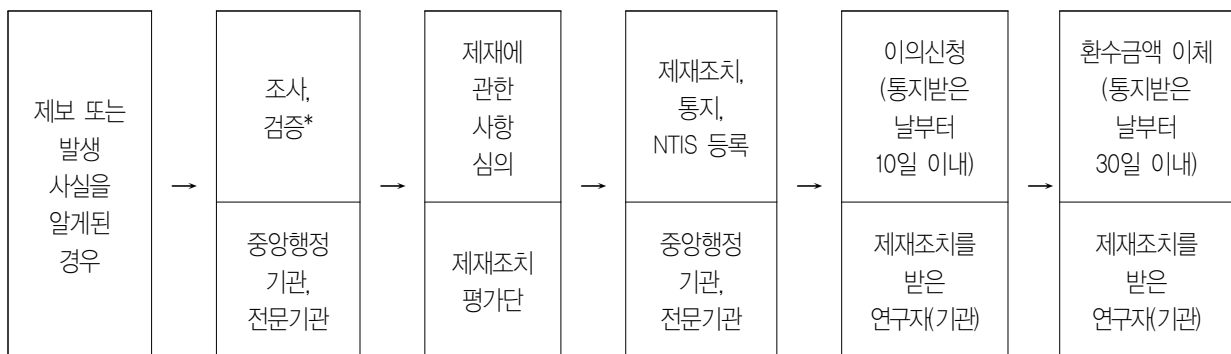 제보 또는
발생
사실을
알게된
경우
→
조사,
검증*
중앙행정
기관,
전문기관
→
제재에
관한
사항
심의
제재조치
평가단
→
제재조치,
통지,
NTIS 등록
중앙행정
기관,
전문기관
→
이의신청
(통지받은
날부터
10일 이내)
제재조치를
받은
연구자(기관)
→
환수금액 이체
(통지받은
날부터
30일 이내)
제재조치를
받은
연구자(기관)